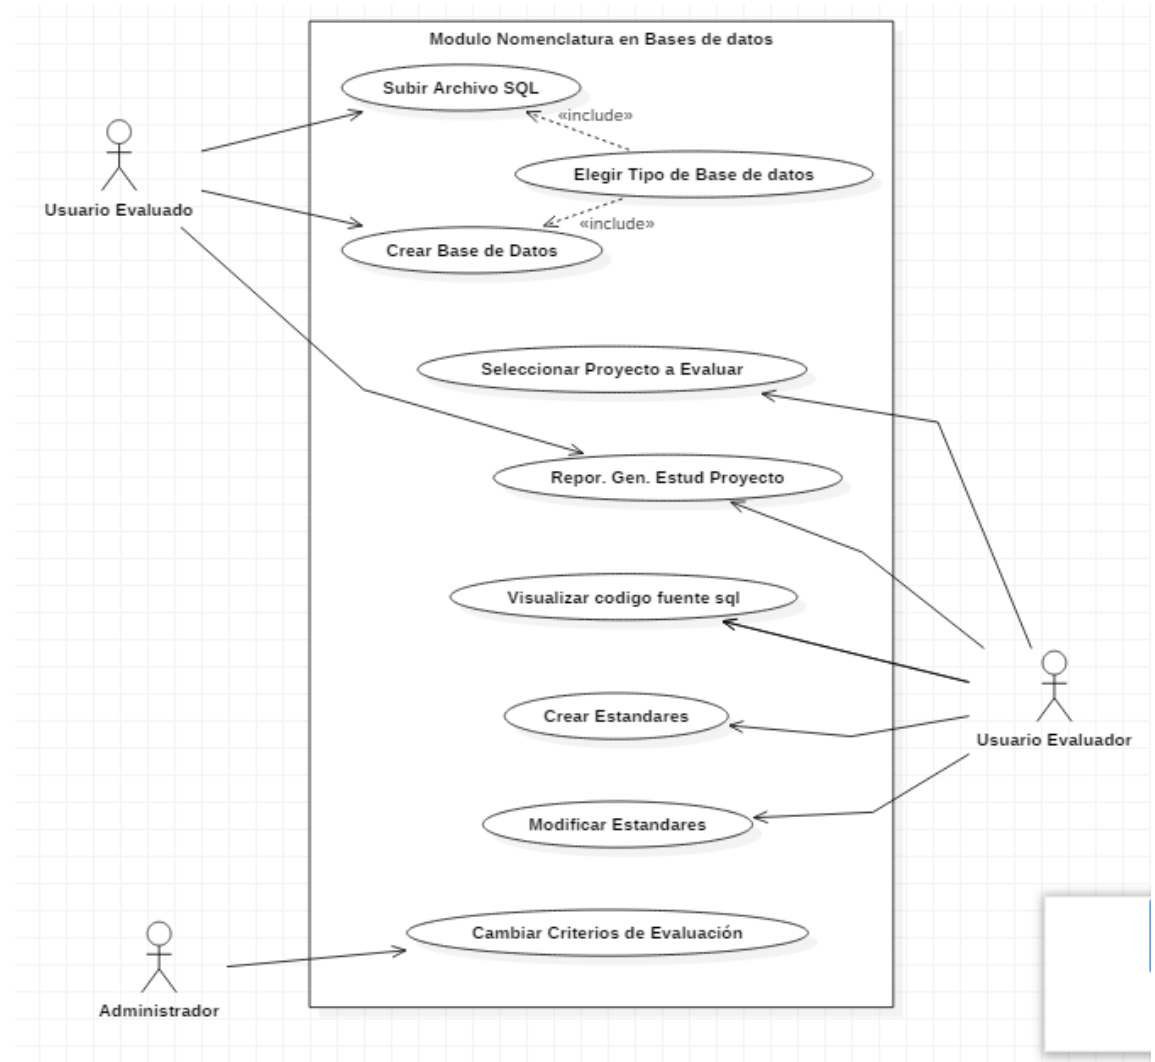 Modulo Nomenclatura en Bases de datos
Subir Archivo SQL
«include»
Elegir Tipo de Base de datos
Usuario Evaluado
«include»
Crear Base de Datos
Seleccionar Proyecto a Evaluar
Repor. Gen. Estud Proyecto
Visualizar codigo fuente sql
Crear Estandares
Usuario Evaluador
Modificar Estandares
Cambiar Criterios de Evaluación
Administrador